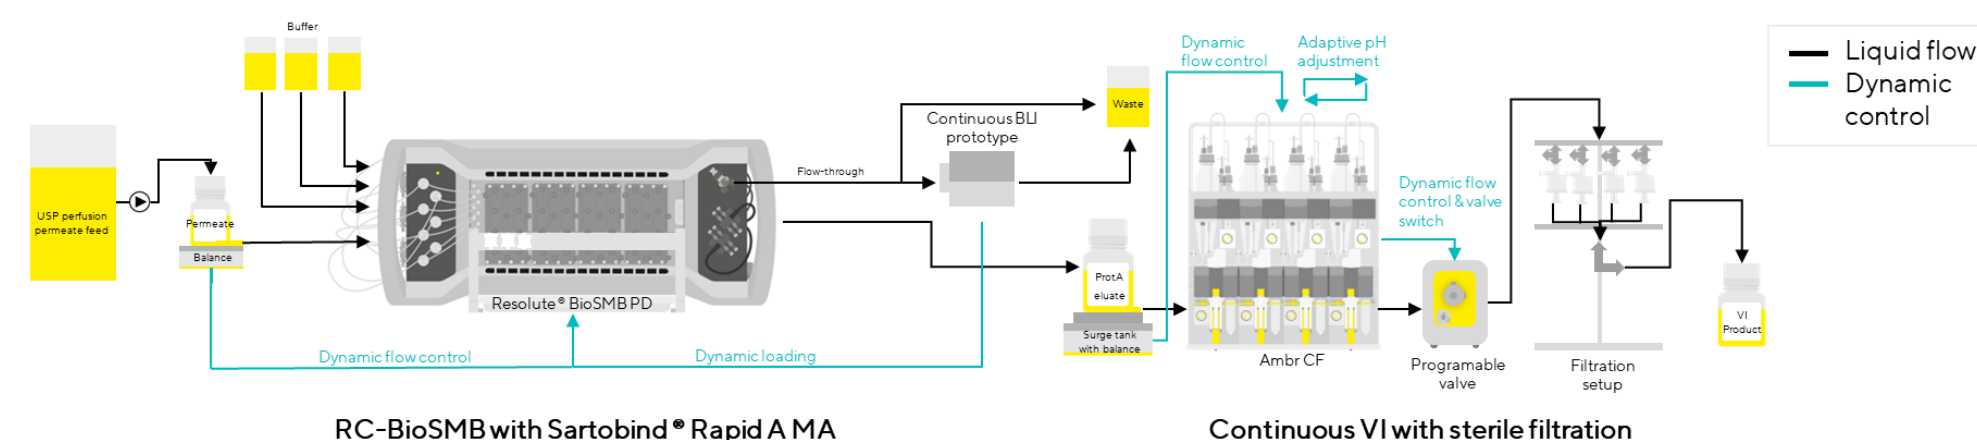 Buffer
USP perfusion
permeate feed
Permeate
Balance
Resolute® BioSMB PD
Dynamic flow control
Dynamic loading
Flow-through
Continuous BLI
prototype
Waste
ProtA
eluate
Surge tank
with balance
Dynamic
flow control
Adaptive pH
adjustment
Ambr CF
Dynamic flow
control & valve
switch
Programable
valve
Filtration
setup
VI
Product
Liquid flow
Dynamic
control
RC-BioSMB with Sartobind® Rapid A MA
Continuous VI with sterile filtration